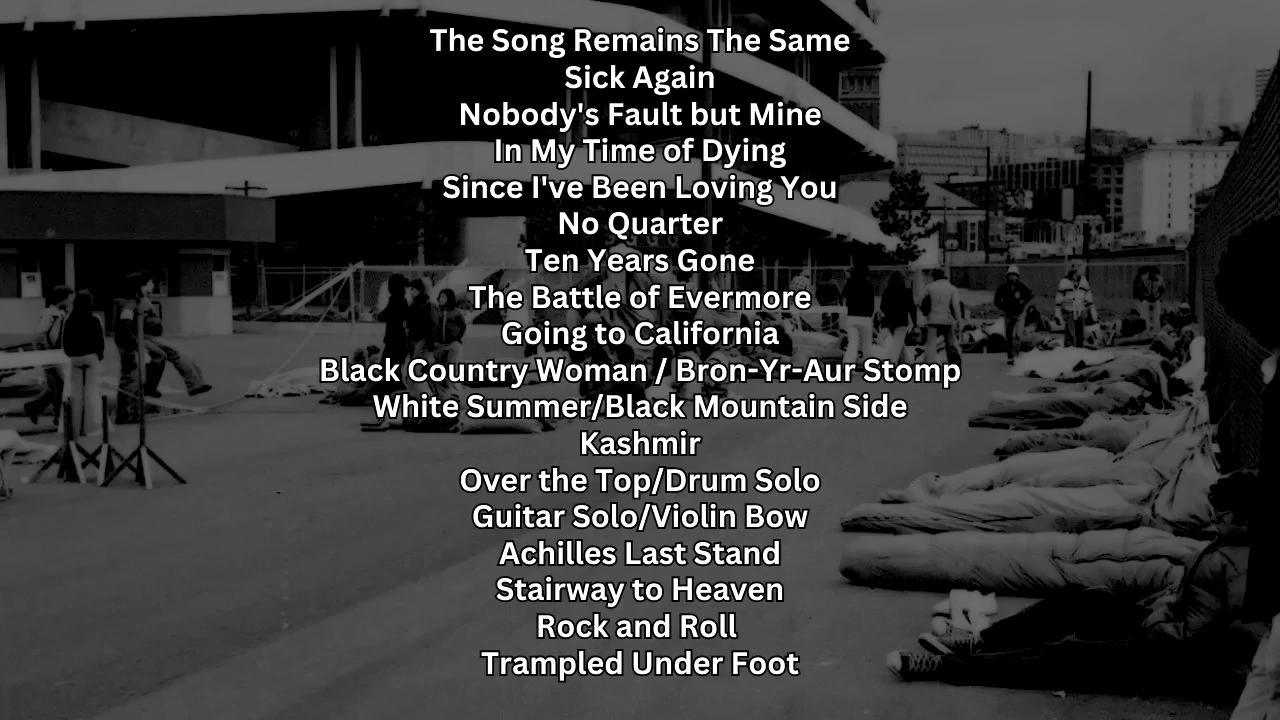 The Song Remains The Same
Sick Again
Nobody's Fault but Mine
In My Time of Dying
Since I've Been Loving You
No Quarter
Ten Years Gone
The Battle of Evermore
Going to California
Black Country Woman / Bron-Yr-Aur Stomp
White Summer/Black Mountain Side
Kashmir
Over the Top/Drum Solo
Guitar Solo/Violin Bow
Achilles Last Stand
Stairway to Heaven
Rock and Roll
Trampled Under Foot